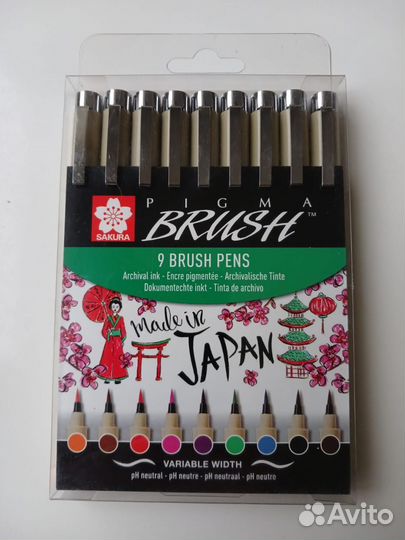 PIGMA
BRUSH™
SAKURA
9 BRUSH PENS
Archival ink - Encre pigmentée - Archivalische Tinte
Dokumentechte inkt - Tinta de archivo
made in
JAPAN
VARIABLE WIDTH
pH neutral - pH neutre - pH neutraal - pH neutro
Avito